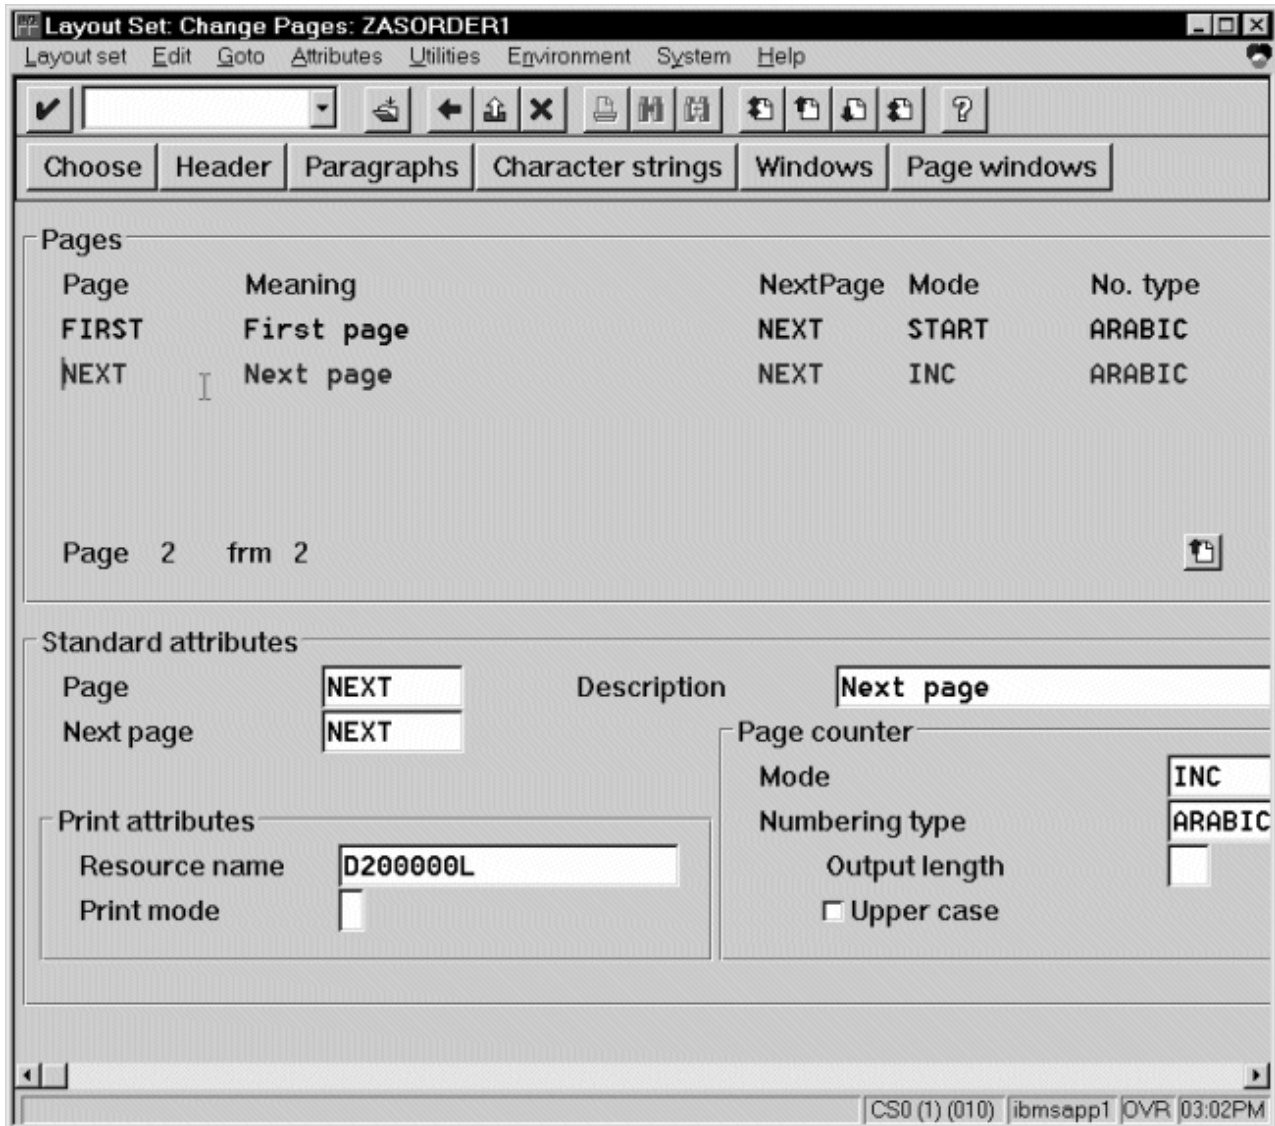 Layout Set: Change Pages: ZASORDER1
Layout set Edit Goto Attributes Utilities Environment System Help
Choose Header Paragraphs Character strings Windows Page windows
Pages
Page Meaning NextPage Mode No. type
FIRST First page NEXT START ARABIC
NEXT Next page NEXT INC ARABIC
Page 2 frm 2
Standard attributes
Page NEXT Description Next page
Next page NEXT
Page counter
Mode INC
Print attributes
Numbering type ARABIC
Resource name D200000L
Output length
Print mode
Upper case
CS0 (1) (010) ibmsapp1 OVR 03:02PM